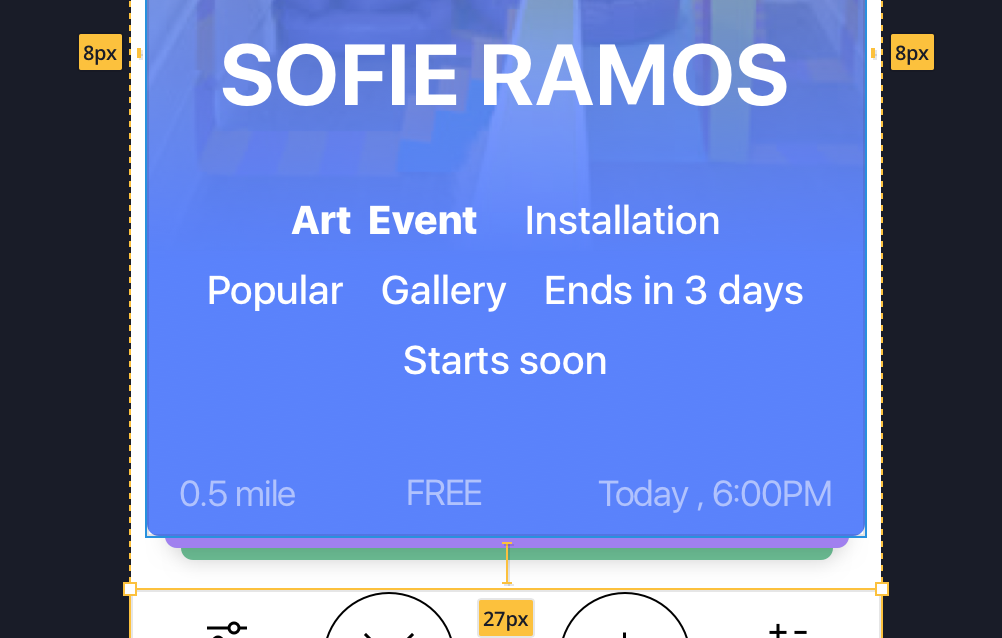 8px 8px
SOFIE RAMOS
Art Event Installation
Popular Gallery Ends in 3 days
Starts soon
0.5 mile FREE Today , 6:00PM
27px